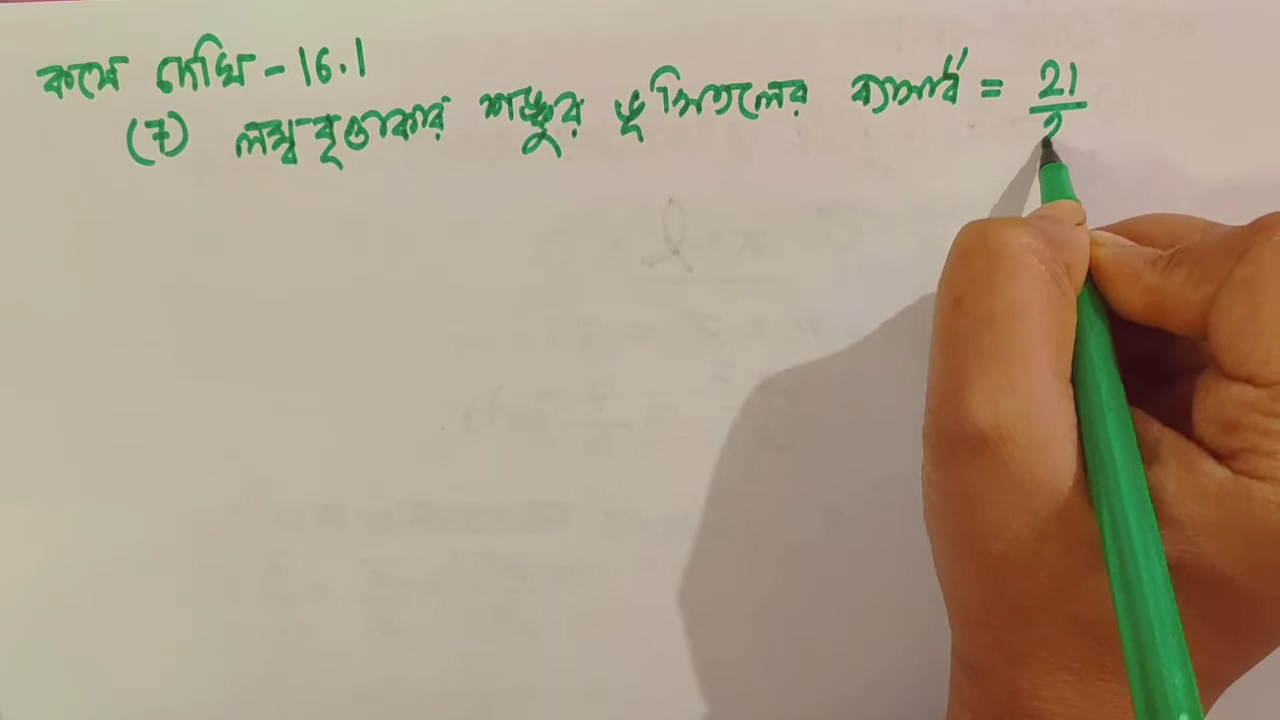 কষে দেখি - 16.1
(7) লম্ব বৃত্তাকার শঙ্কুর ভূমিতলের ব্যাসার্ধ = 21/2